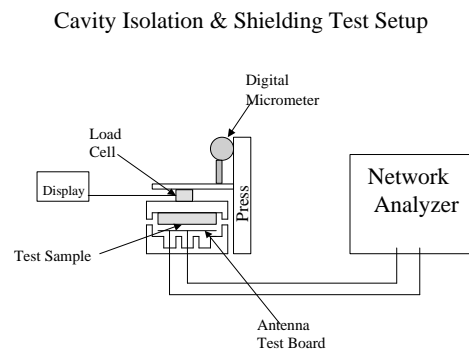 Cavity Isolation & Shielding Test Setup
Digital
Micrometer
Load
Cell
Display
Press
Network
Analyzer
Test Sample
Antenna
Test Board